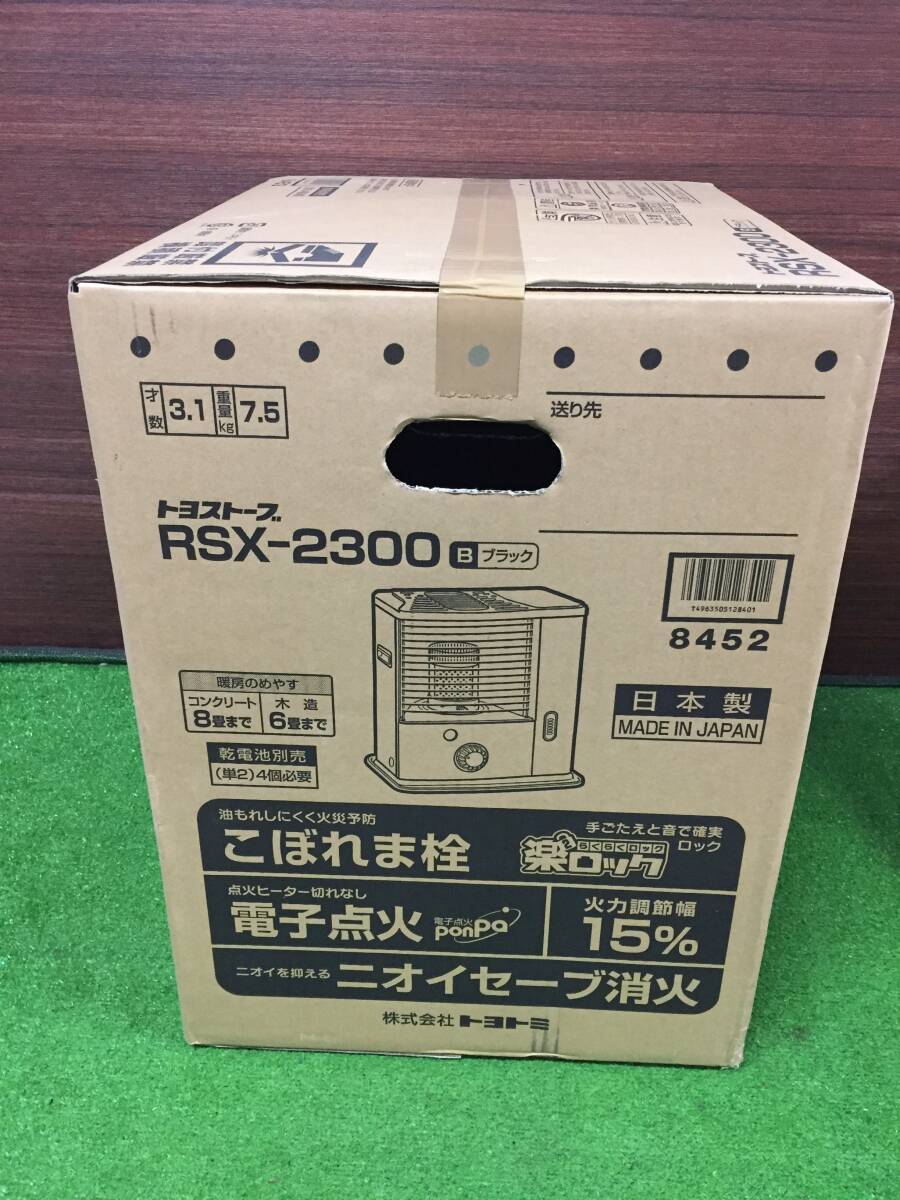 RSX-2300
才数 3.1 重量kg 7.5
送り先
トヨストーブ
RSX-2300 B ブラック
T4963505128401
8452
暖房のめやす
コンクリート 木造
8畳まで 6畳まで
日本製
MADE IN JAPAN
乾電池別売
(単2)4個必要
油もれしにくく火災予防
こぼれま栓
手ごたえと音で確実
ロック
らくらくロック
楽ロック
点火ヒーター切れなし
電子点火 電子点火 PonPa
火力調節幅
15%
ニオイを抑える ニオイセーブ消火
株式会社 トヨトミ